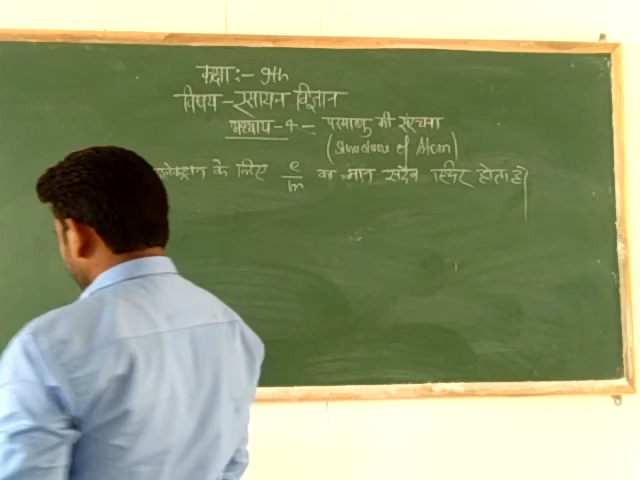 कक्षा:- 9th
विषय - रसायन विज्ञान
अध्याय - 4 - परमाणु की संरचना
(Structure of Atom)
इलेक्ट्रान के लिए e/m का मान सदैव स्थिर होता है|